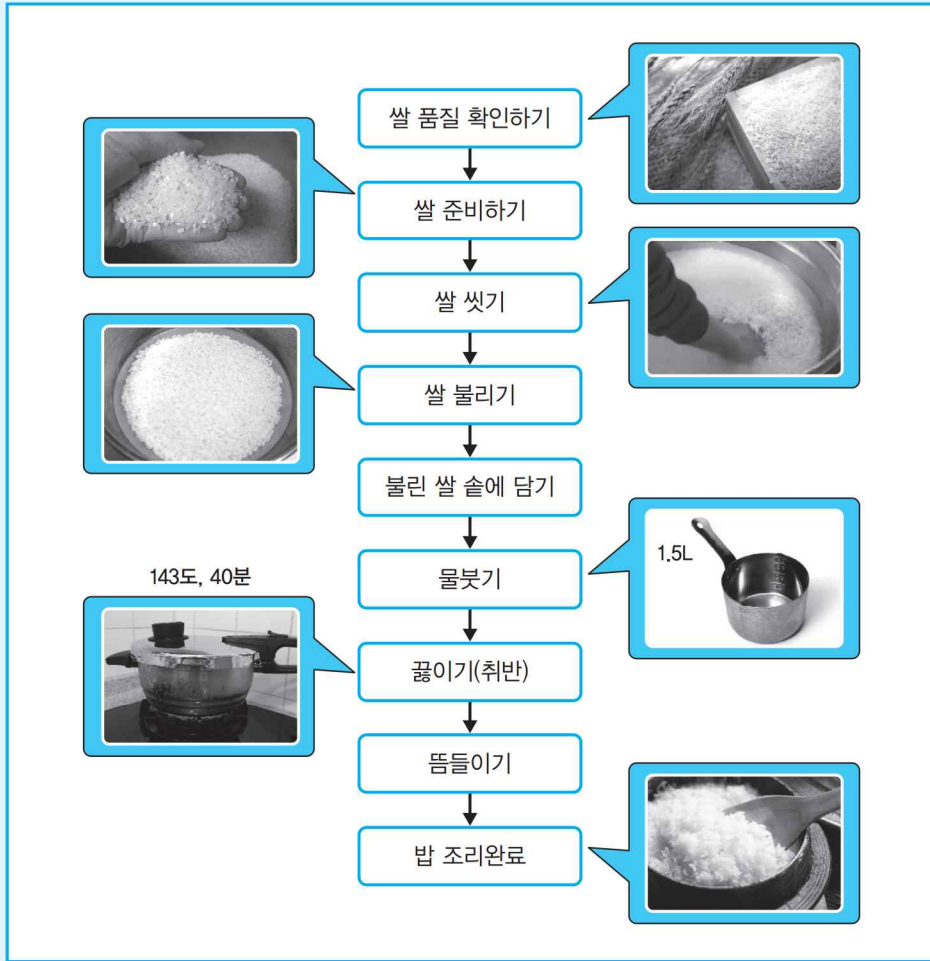 쌀 품질 확인하기
쌀 준비하기
쌀 씻기
쌀 불리기
불린 쌀 솥에 담기
물붓기
1.5L
143도, 40분
끓이기(취반)
뜸들이기
밥 조리완료